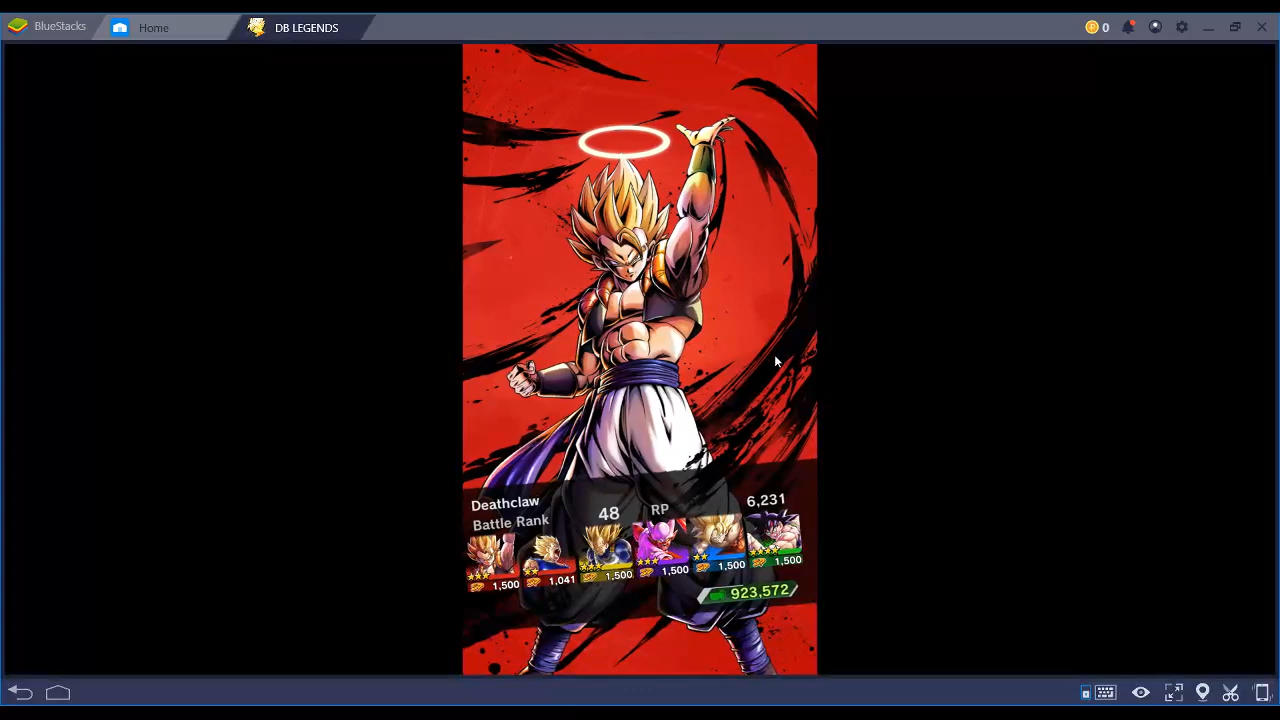 BlueStacks Home DB LEGENDS 0
Deathclaw
Battle Rank 48 RP 6,231
1,500 1,041 1,500 1,500 1,500 1,500
923,572